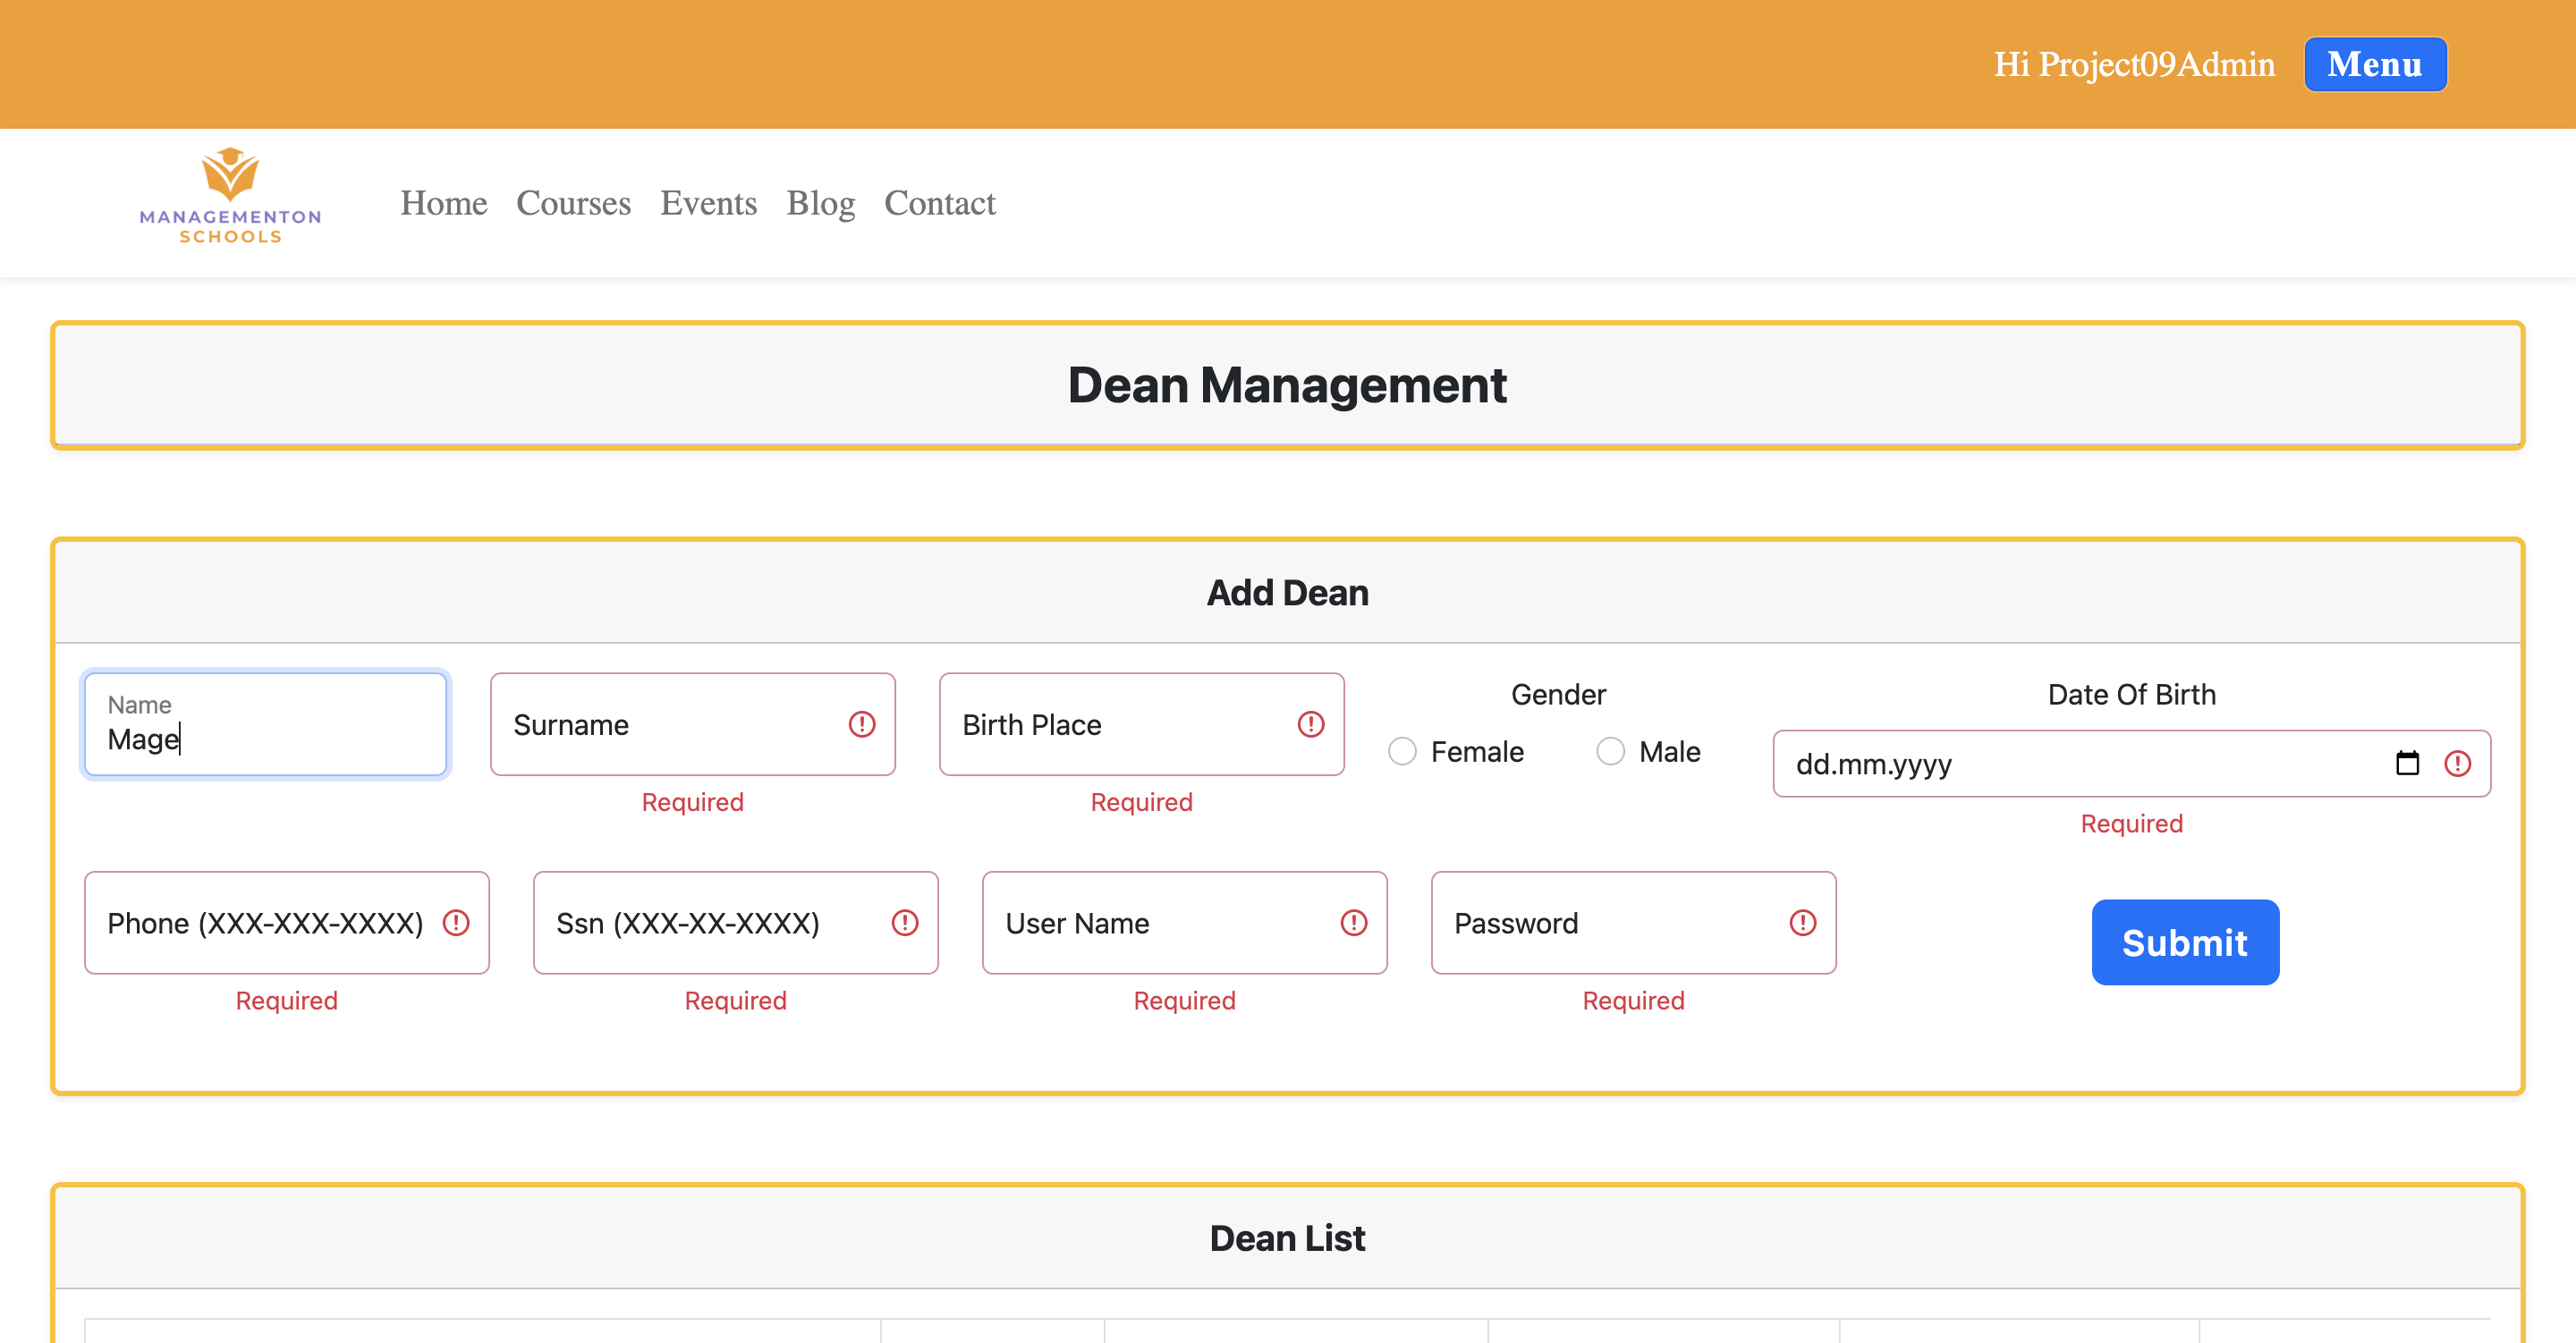 Hi Project09Admin Menu
MANAGEMENTON
SCHOOLS
Home Courses Events Blog Contact
Dean Management
Add Dean
Name
Mage
Surname
Required
Birth Place
Required
Gender
Female Male
Date Of Birth
dd.mm.yyyy
Required
Phone (XXX-XXX-XXXX)
Required
Ssn (XXX-XX-XXXX)
Required
User Name
Required
Password
Required
Submit
Dean List